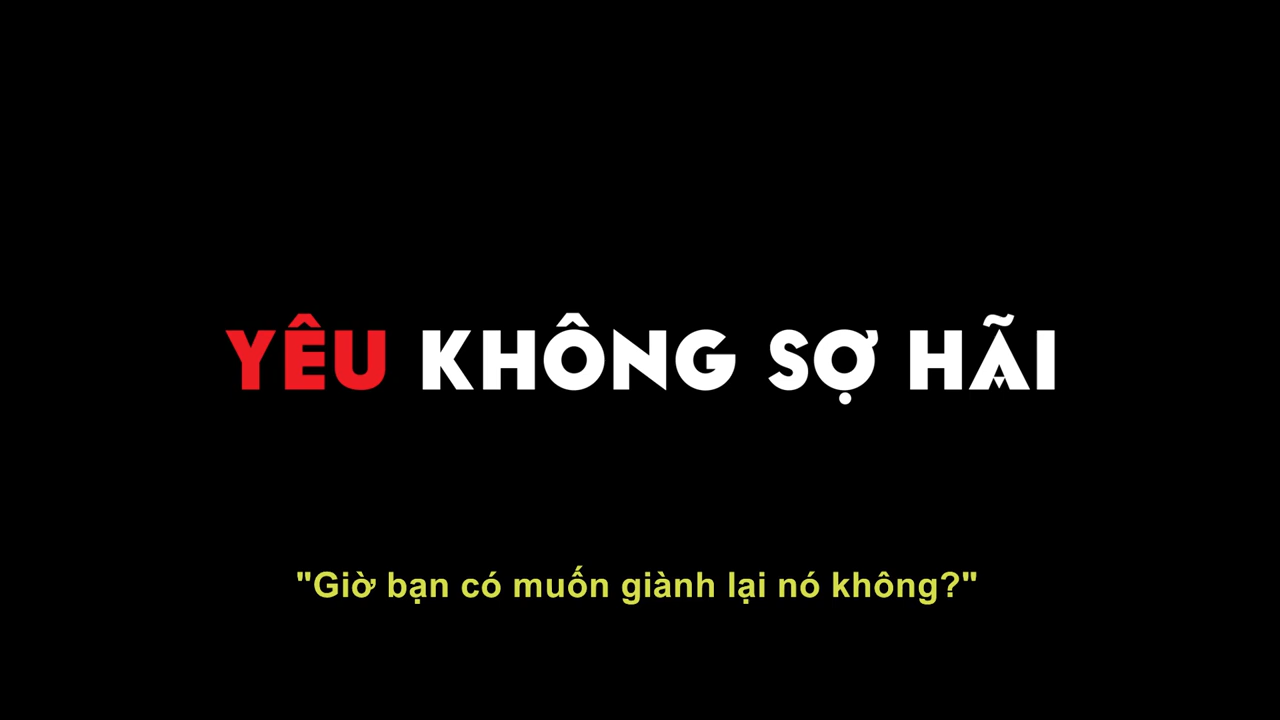 YÊU KHÔNG SỢ HÃI
"Giờ bạn có muốn giành lại nó không?"